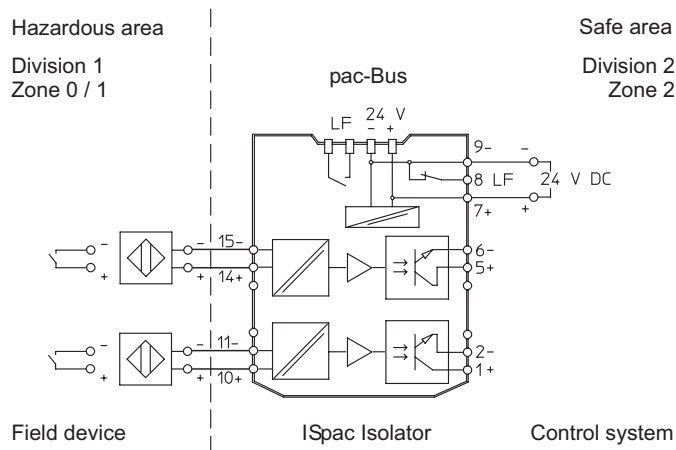 Hazardous area
Safe area
Division 1
Zone 0 / 1
Division 2
Zone 2
pac-Bus
LF 24 V
- +
9- -
8 LF 24 V DC
7+ +
- - 15-
+ + 14+
6-
5+
- - 11-
+ + 10+
2-
1+
Field device
ISpac Isolator
Control system